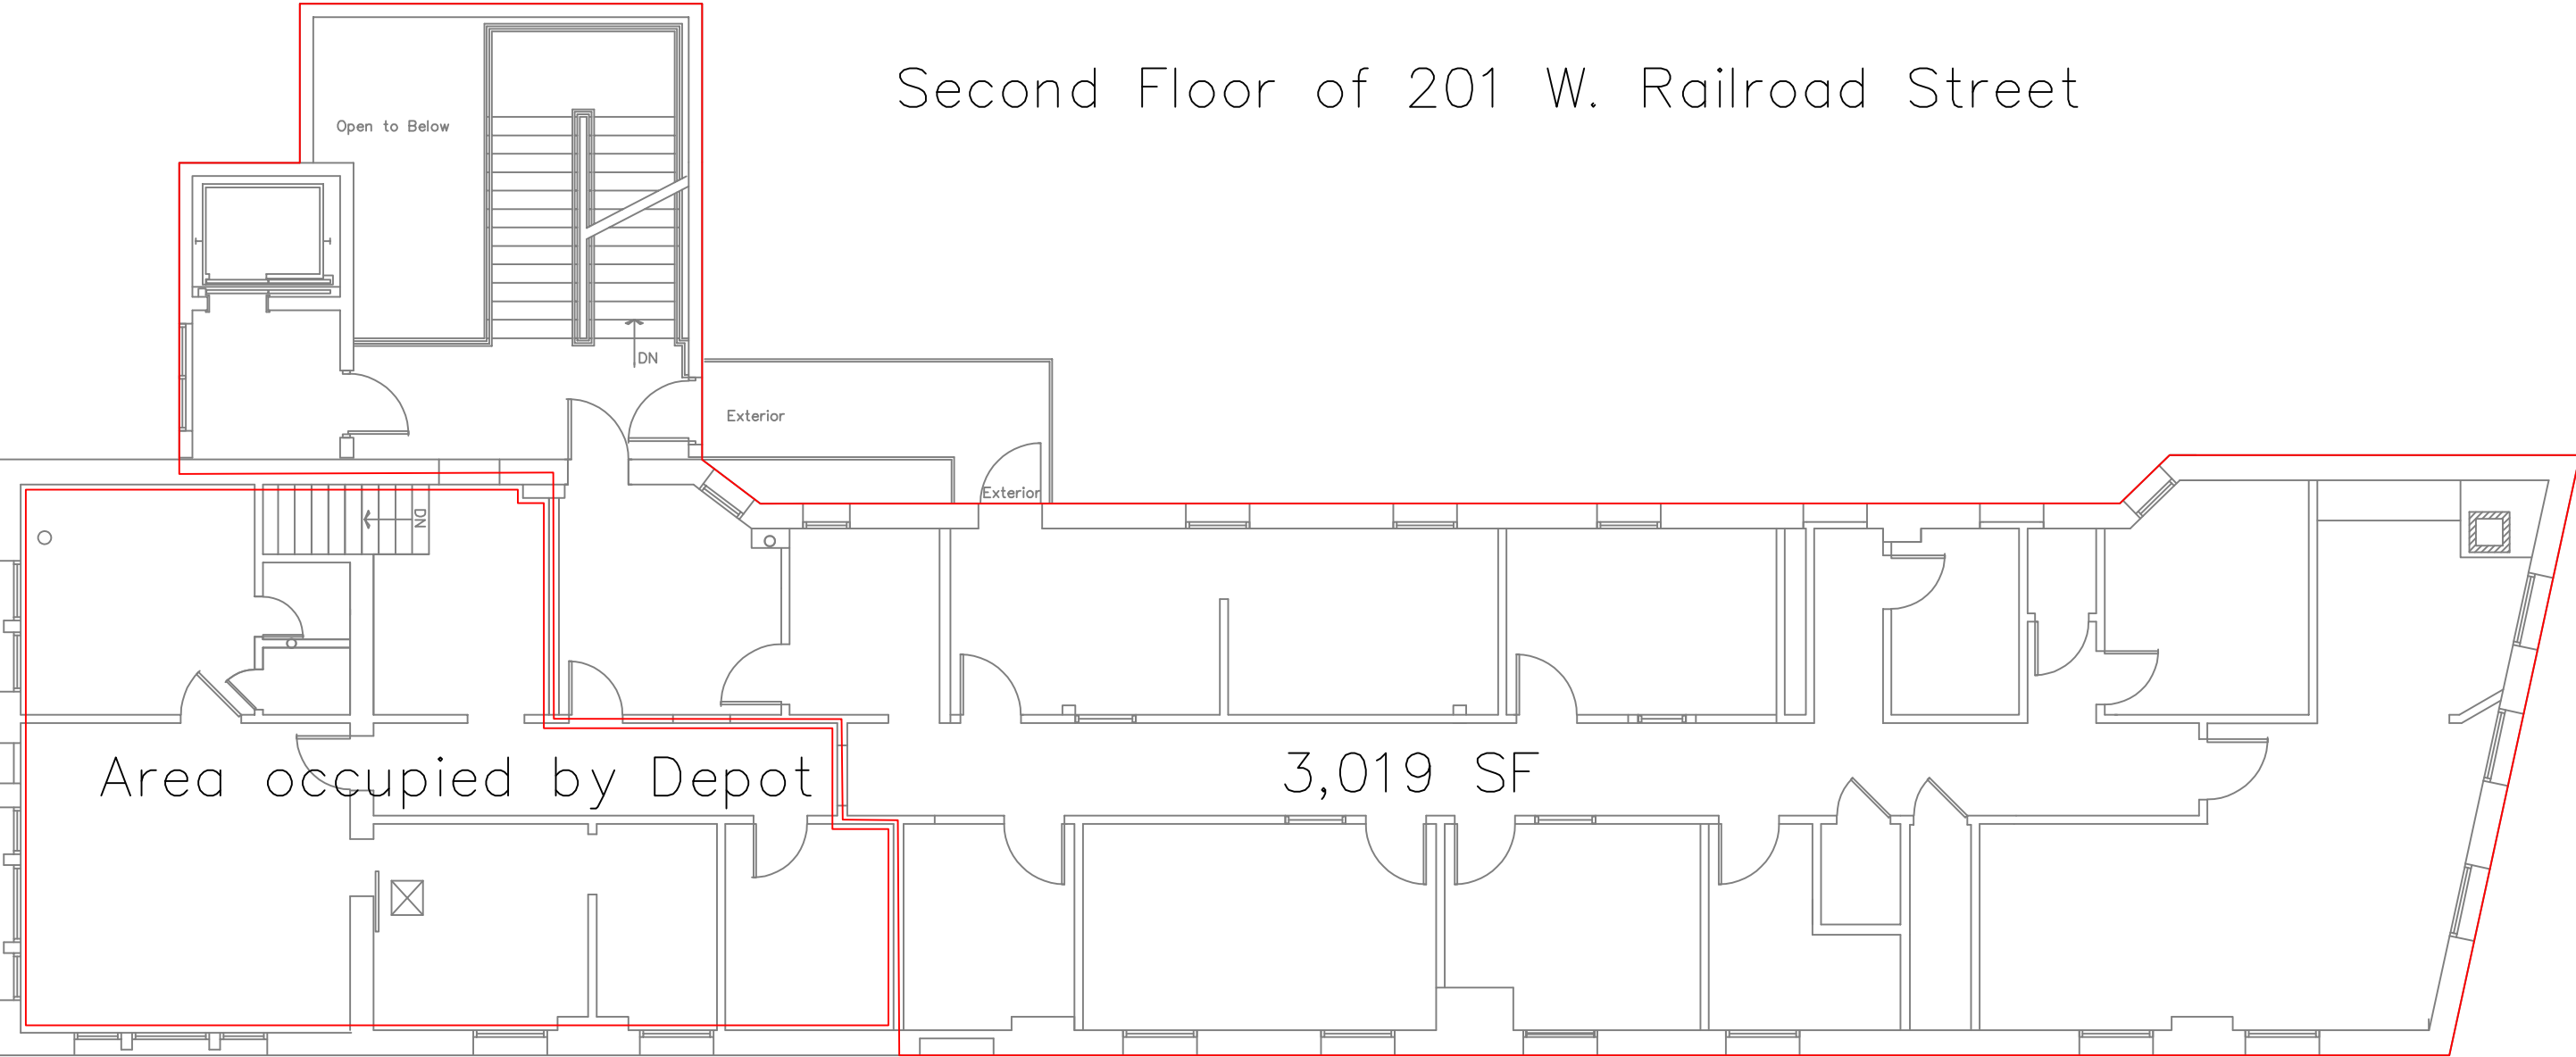 Second Floor of 201 W. Railroad Street
Open to Below
DN
Exterior
Exterior
DN
Area occupied by Depot
3,019 SF